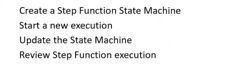 Create a Step Function State Machine
Start a new execution
Update the State Machine
Review Step Function execution